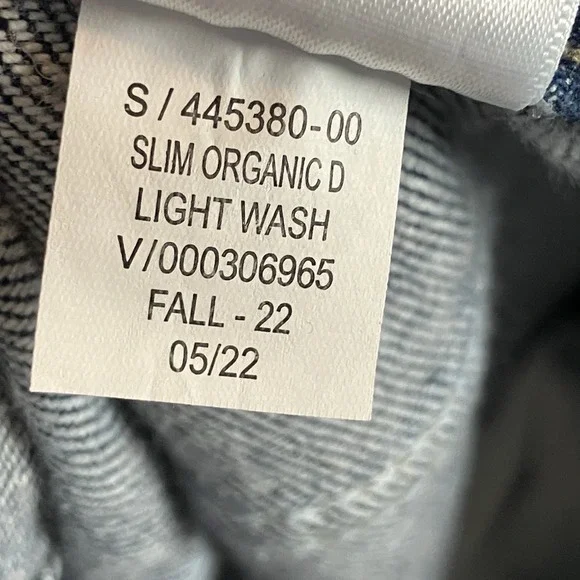 S / 445380-00
SLIM ORGANIC D
LIGHT WASH
V/000306965
FALL - 22
05/22